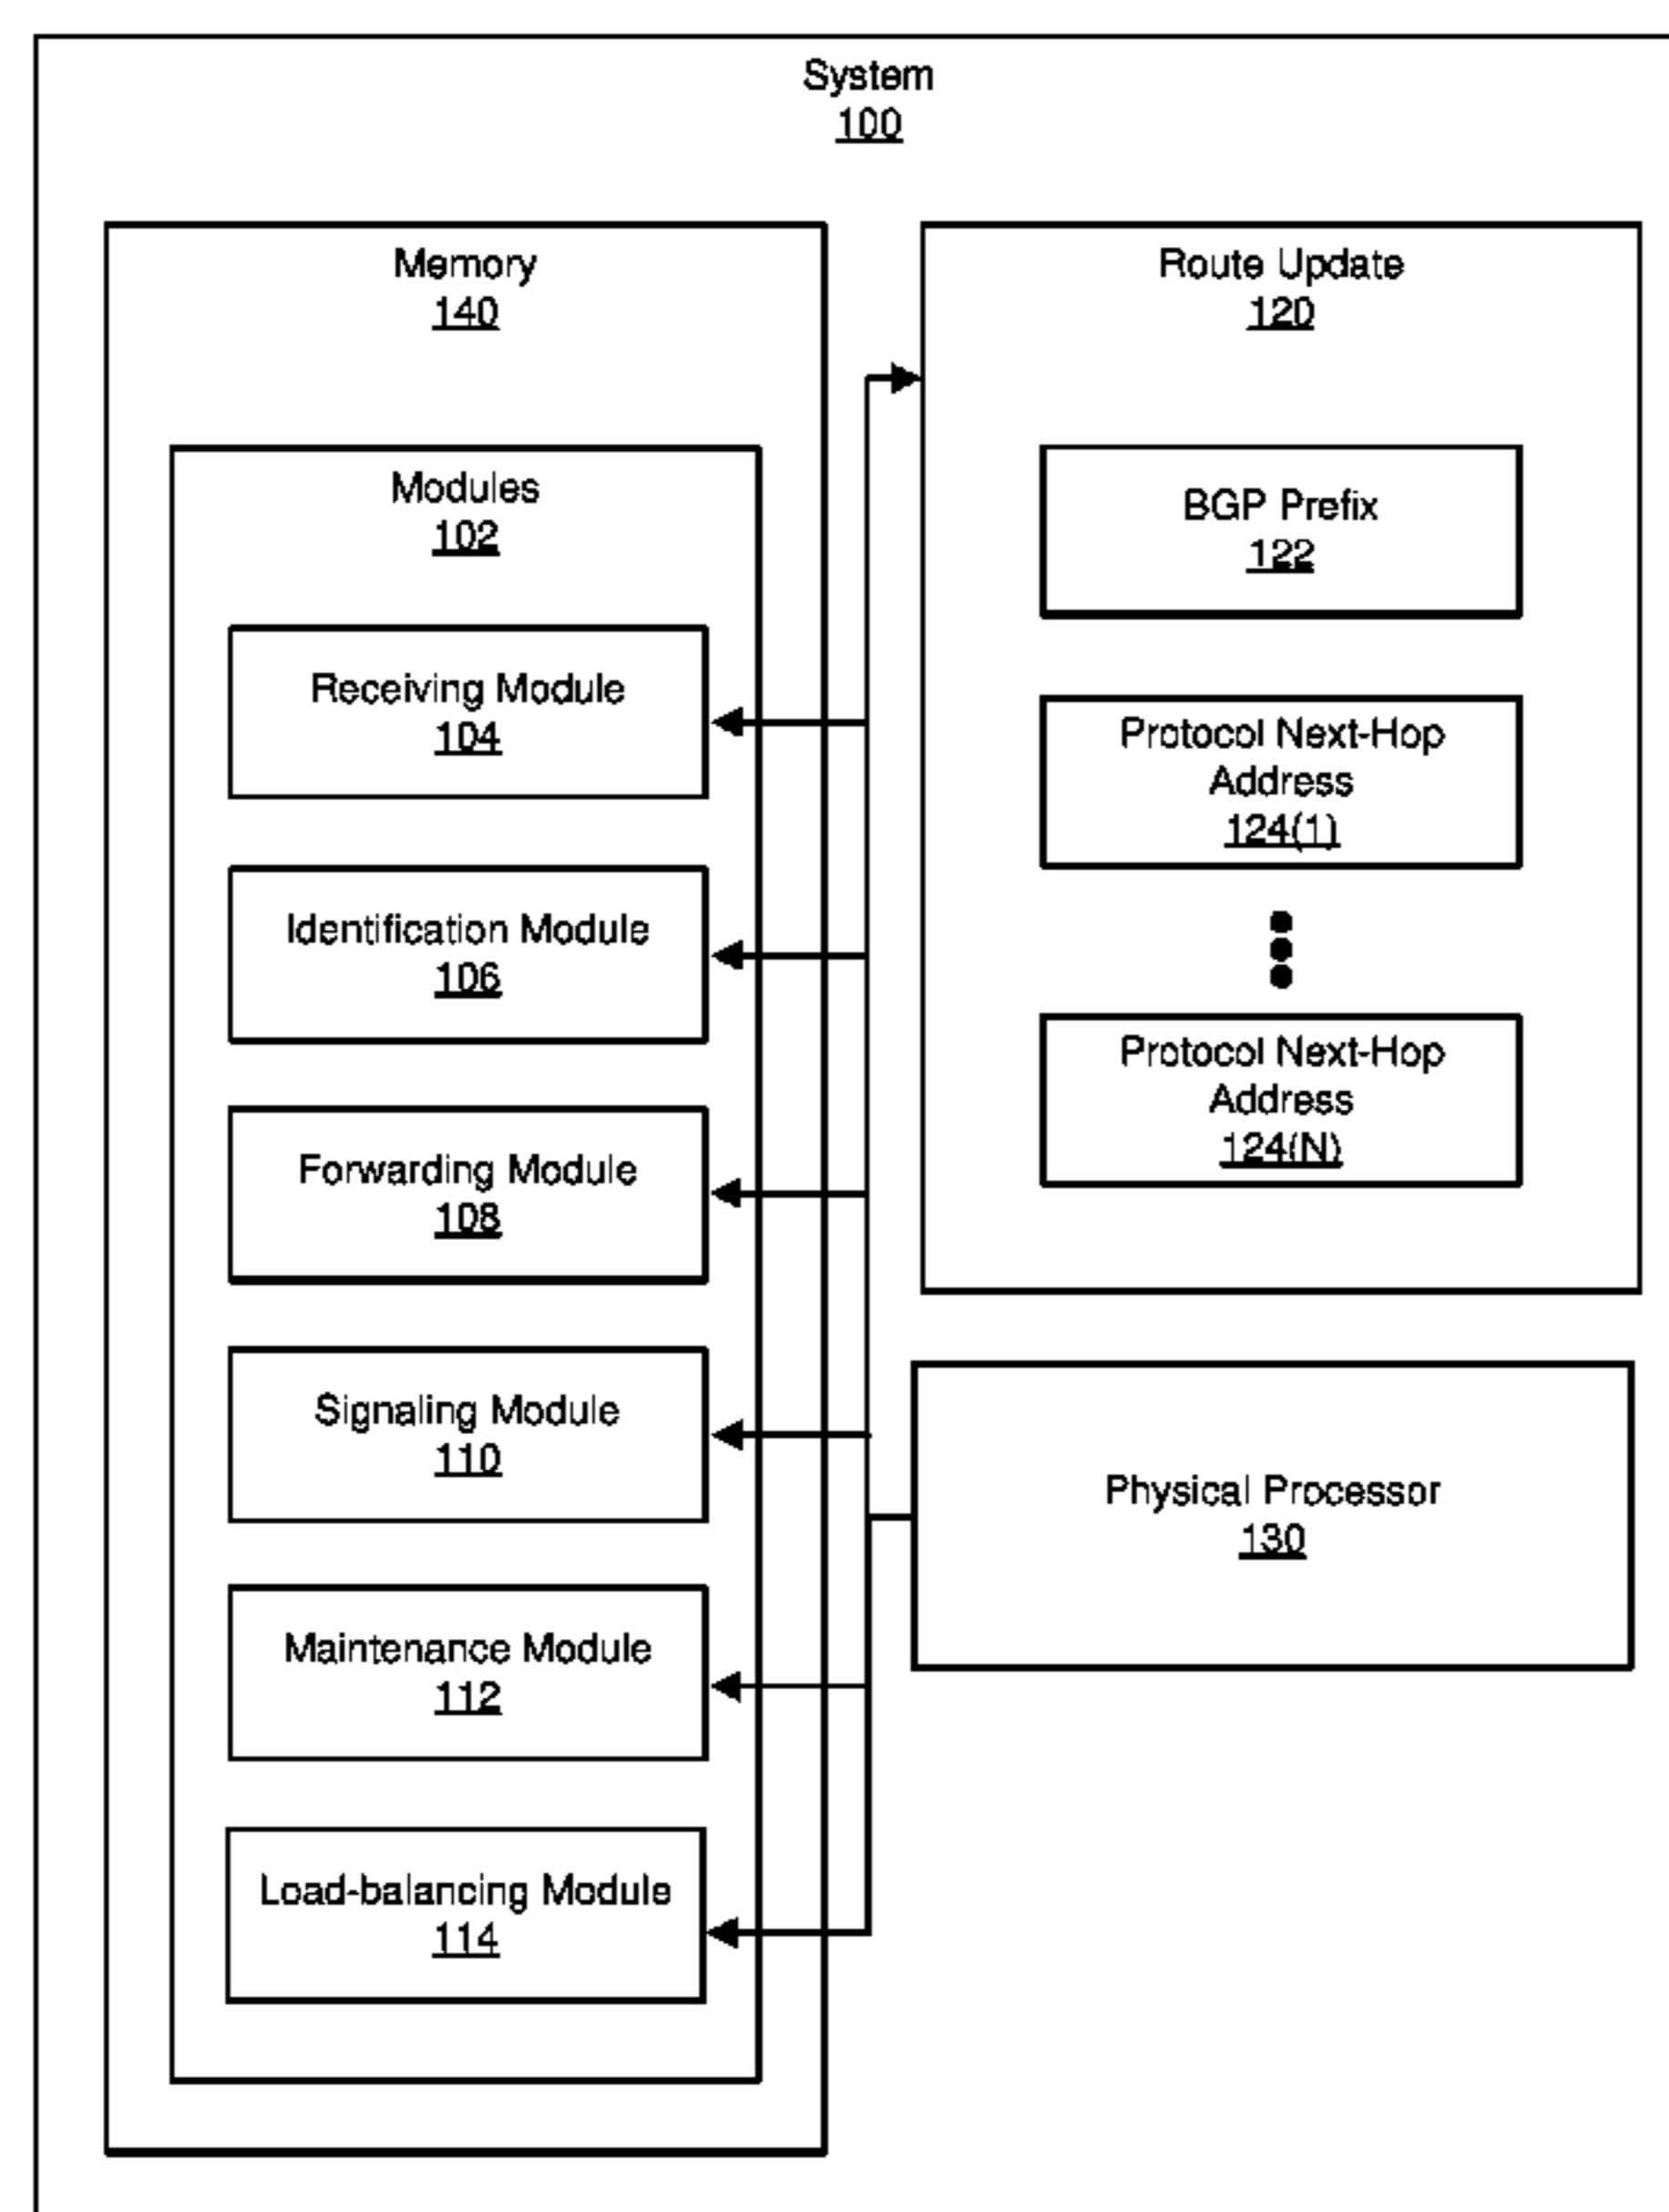 System
100
Memory
140
Modules
102
Receiving Module
104
Identification Module
106
Forwarding Module
108
Signaling Module
110
Maintenance Module
112
Load-balancing Module
114
Route Update
120
BGP Prefix
122
Protocol Next-Hop
Address
124(1)
Protocol Next-Hop
Address
124(N)
Physical Processor
130